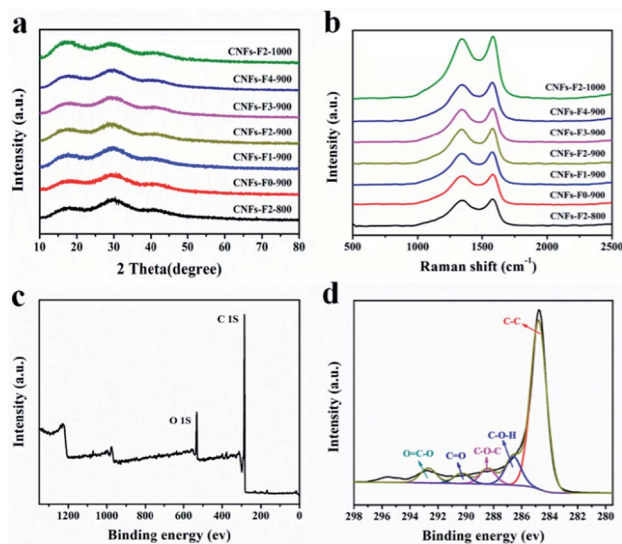 a
CNFs-F2-1000
CNFs-F4-900
CNFs-F3-900
CNFs-F2-900
CNFs-F1-900
CNFs-F0-900
CNFs-F2-800
Intensity (a.u.)
10 20 30 40 50 60 70 80
2 Theta(degree)
b
CNFs-F2-1000
CNFs-F4-900
CNFs-F3-900
CNFs-F2-900
CNFs-F1-900
CNFs-F0-900
CNFs-F2-800
Intensity (a.u.)
500 1000 1500 2000 2500
Raman shift (cm⁻¹)
c
C 1S
O 1S
Intensity (a.u.)
1200 1000 800 600 400 200 0
Binding energy (ev)
d
C-C
C-O-H
C-O-C
C=O
O=C-O
Intensity (a.u.)
298 296 294 292 290 288 286 284 282 280
Binding energy (ev)